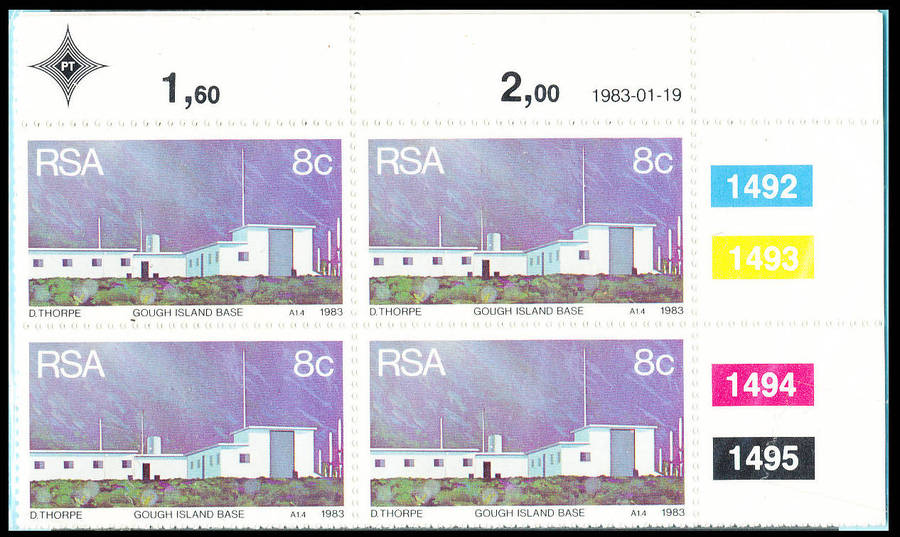 PT
1,60 2,00 1983-01-19
RSA 8c RSA 8c
1492
1493
D.THORPE GOUGH ISLAND BASE A1.4 1983 D.THORPE GOUGH ISLAND BASE A1.4 1983
RSA 8c RSA 8c
1494
1495
D.THORPE GOUGH ISLAND BASE A1.4 1983 D.THORPE GOUGH ISLAND BASE A1.4 1983